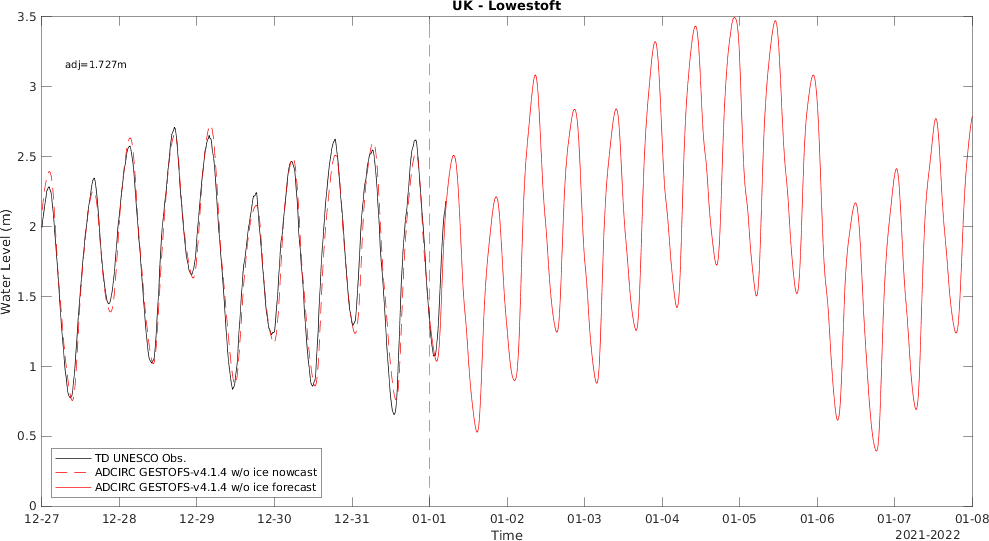 UK - Lowestoft
adj=1.727m
Water Level (m)
3.5
3
2.5
2
1.5
1
0.5
0
TD UNESCO Obs.
ADCIRC GESTOFS-v4.1.4 w/o ice nowcast
ADCIRC GESTOFS-v4.1.4 w/o ice forecast
12-27 12-28 12-29 12-30 12-31 01-01 01-02 01-03 01-04 01-05 01-06 01-07 01-08
Time
2021-2022